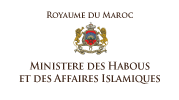 ROYAUME DU MAROC
MINISTERE DES HABOUS
ET DES AFFAIRES ISLAMIQUES